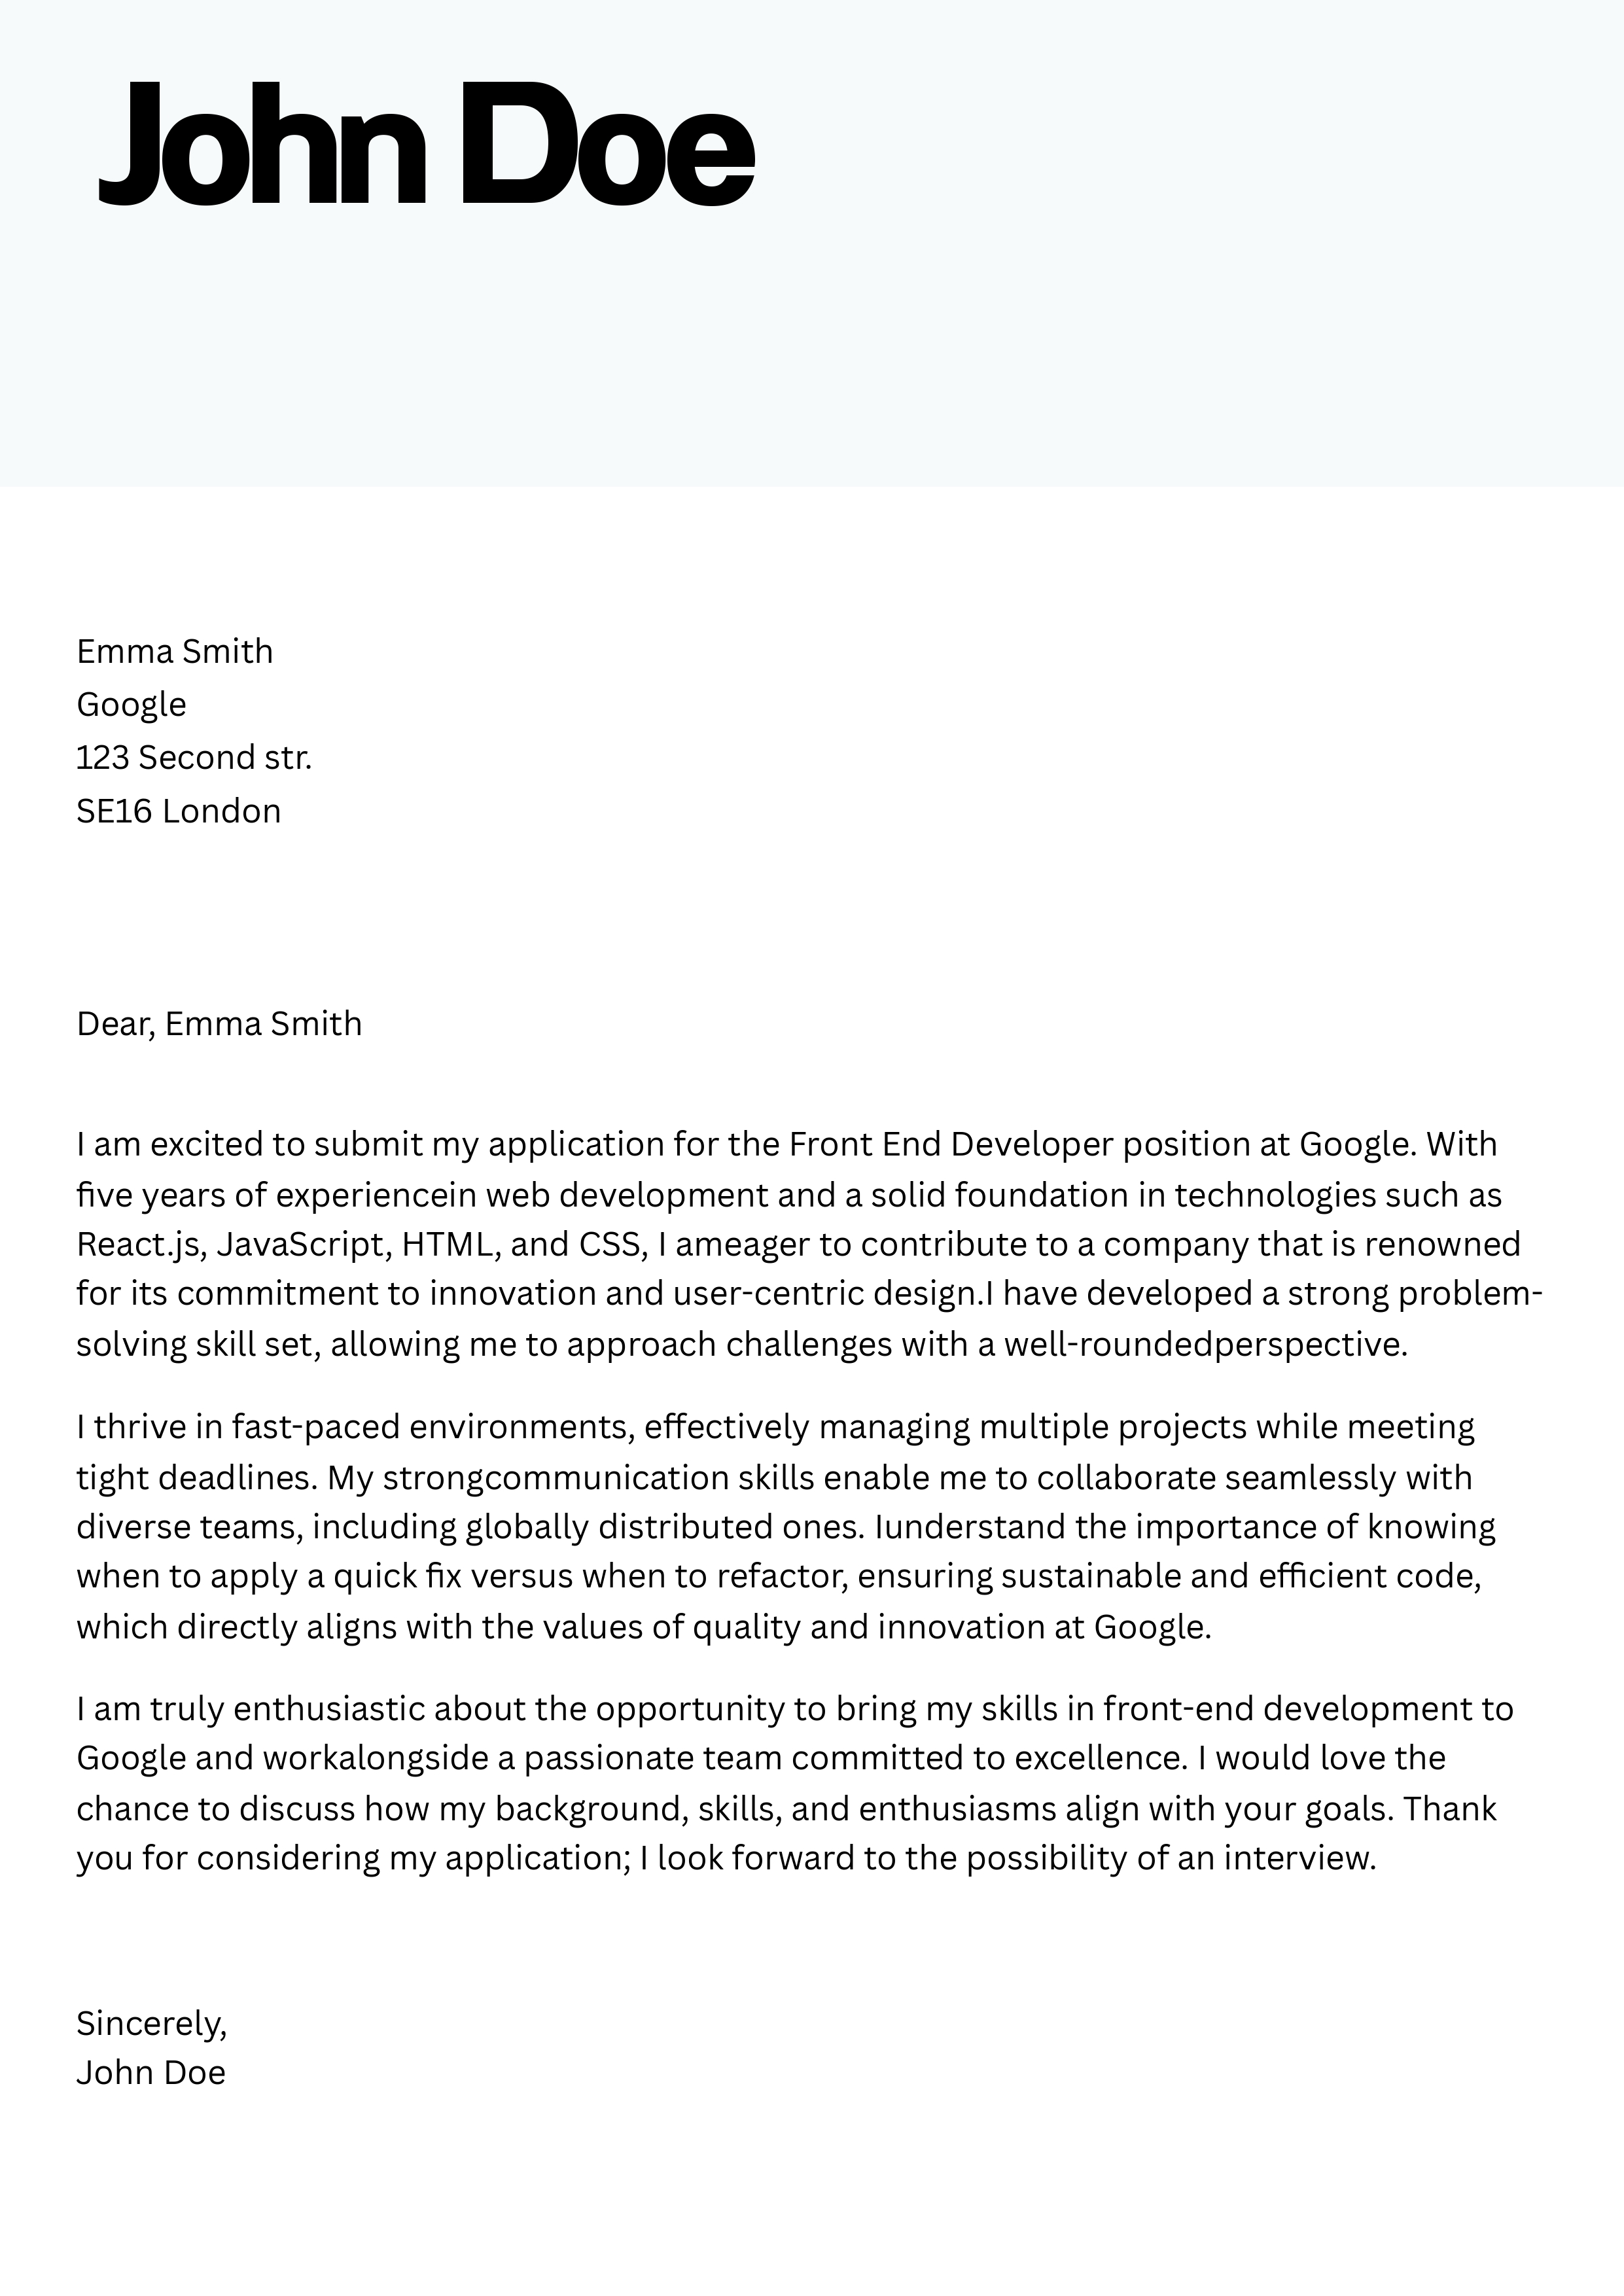 John Doe
Emma Smith
Google
123 Second str.
SE16 London
Dear, Emma Smith
I am excited to submit my application for the Front End Developer position at Google. With
five years of experiencein web development and a solid foundation in technologies such as
React.js, JavaScript, HTML, and CSS, I ameager to contribute to a company that is renowned
for its commitment to innovation and user-centric design.I have developed a strong problem-
solving skill set, allowing me to approach challenges with a well-roundedperspective.
I thrive in fast-paced environments, effectively managing multiple projects while meeting
tight deadlines. My strongcommunication skills enable me to collaborate seamlessly with
diverse teams, including globally distributed ones. Iunderstand the importance of knowing
when to apply a quick fix versus when to refactor, ensuring sustainable and efficient code,
which directly aligns with the values of quality and innovation at Google.
I am truly enthusiastic about the opportunity to bring my skills in front-end development to
Google and workalongside a passionate team committed to excellence. I would love the
chance to discuss how my background, skills, and enthusiasms align with your goals. Thank
you for considering my application; I look forward to the possibility of an interview.
Sincerely,
John Doe